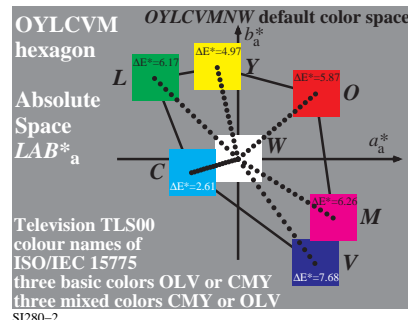 OYLCVM
hexagon
Absolute
Space
LAB*a
OYLCVMNW default color space
b*a
a*a
ΔE*=6.17
L
ΔE*=4.97
Y
ΔE*=5.87
O
W
C
ΔE*=2.61
ΔE*=6.26
M
ΔE*=7.68
V
Television TLS00
colour names of
ISO/IEC 15775
three basic colors OLV or CMY
three mixed colors CMY or OLV
SI280–2